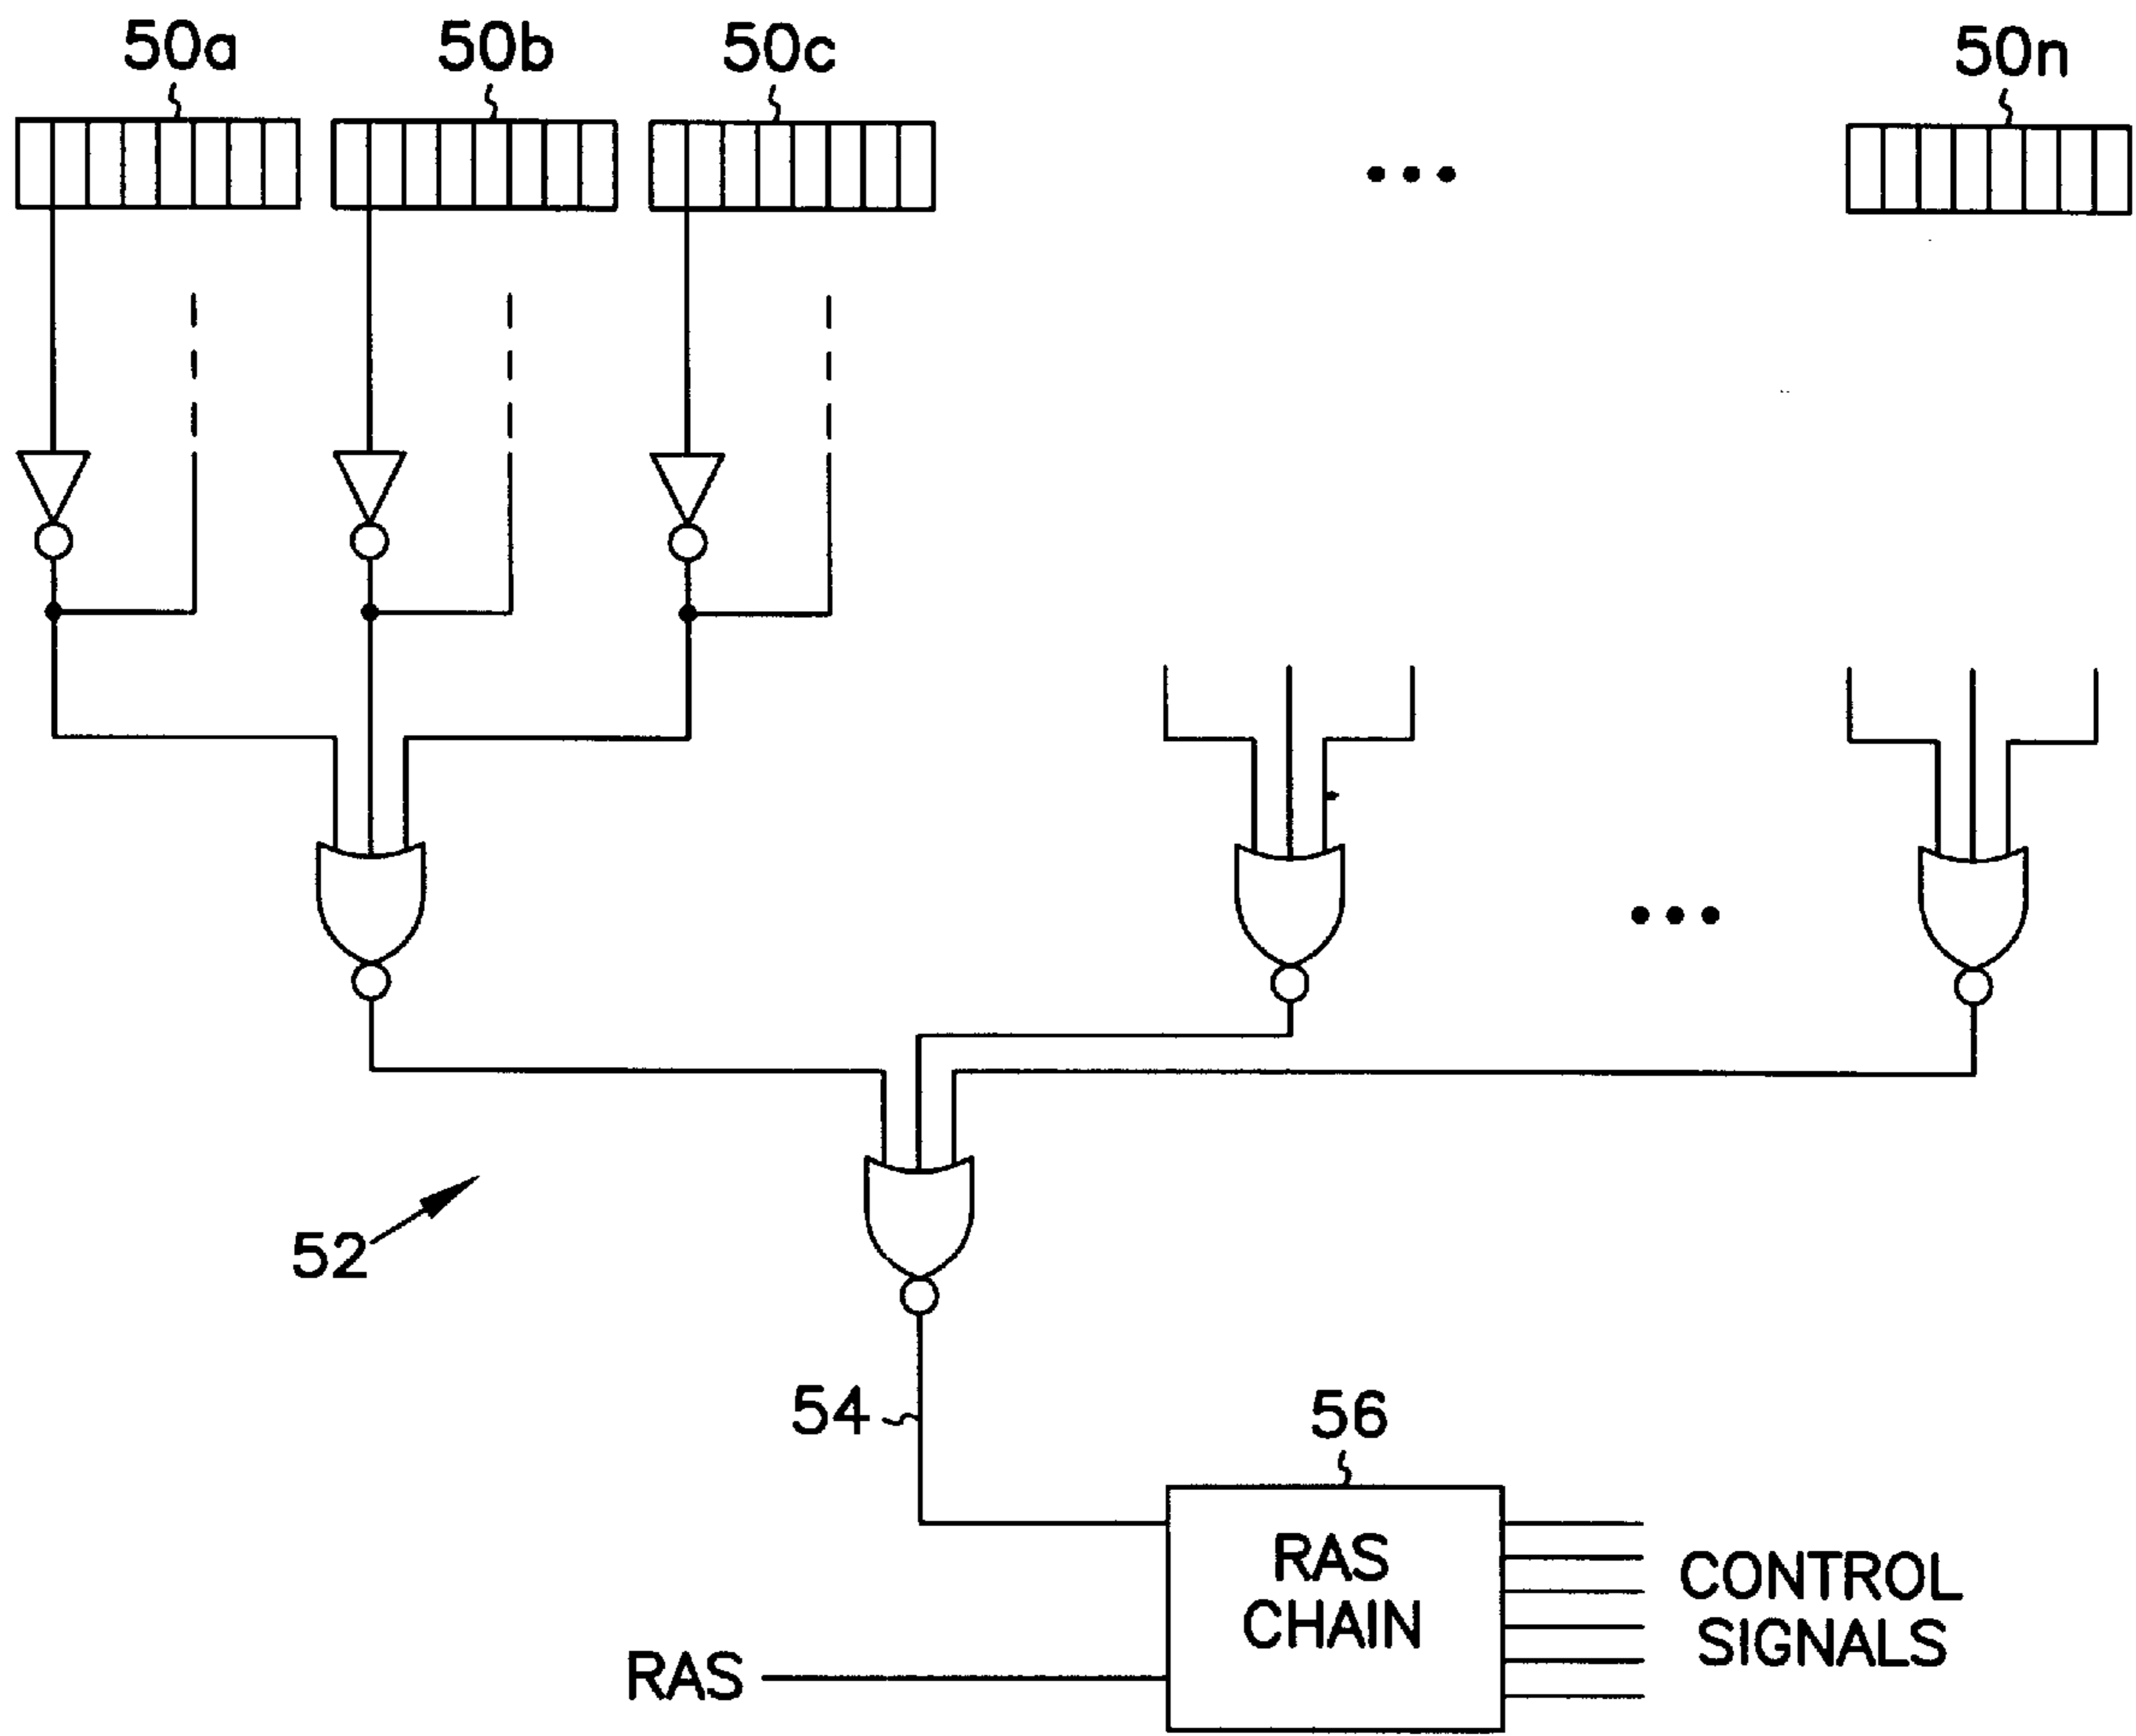 50a 50b 50c 50n
52
54
56
RAS
CHAIN
CONTROL
SIGNALS
RAS